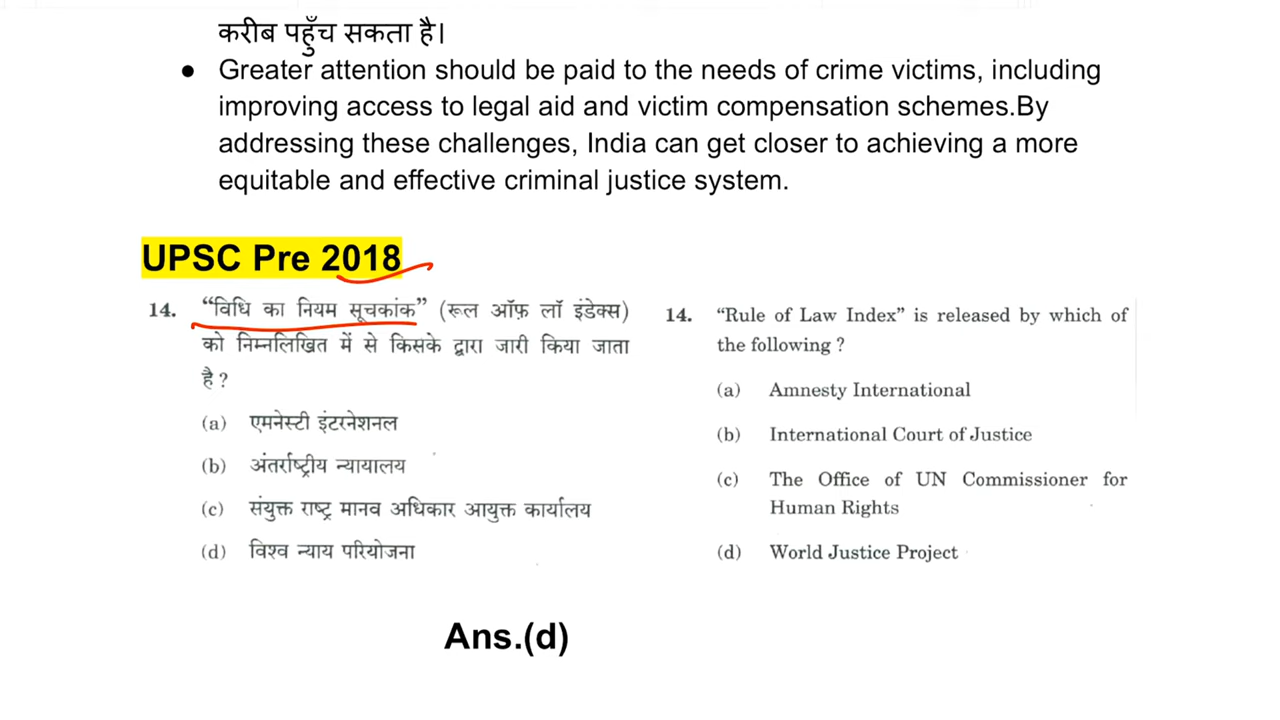 करीब पहुँच सकता है।
● Greater attention should be paid to the needs of crime victims, including
improving access to legal aid and victim compensation schemes.By
addressing these challenges, India can get closer to achieving a more
equitable and effective criminal justice system.
UPSC Pre 2018
14. “विधि का नियम सूचकांक” (रूल ऑफ़ लॉ इंडेक्स)
को निम्नलिखित में से किसके द्वारा जारी किया जाता
है ?
(a) एमनेस्टी इंटरनेशनल
(b) अंतर्राष्ट्रीय न्यायालय
(c) संयुक्त राष्ट्र मानव अधिकार आयुक्त कार्यालय
(d) विश्व न्याय परियोजना
14. “Rule of Law Index” is released by which of
the following ?
(a) Amnesty International
(b) International Court of Justice
(c) The Office of UN Commissioner for
Human Rights
(d) World Justice Project
Ans.(d)